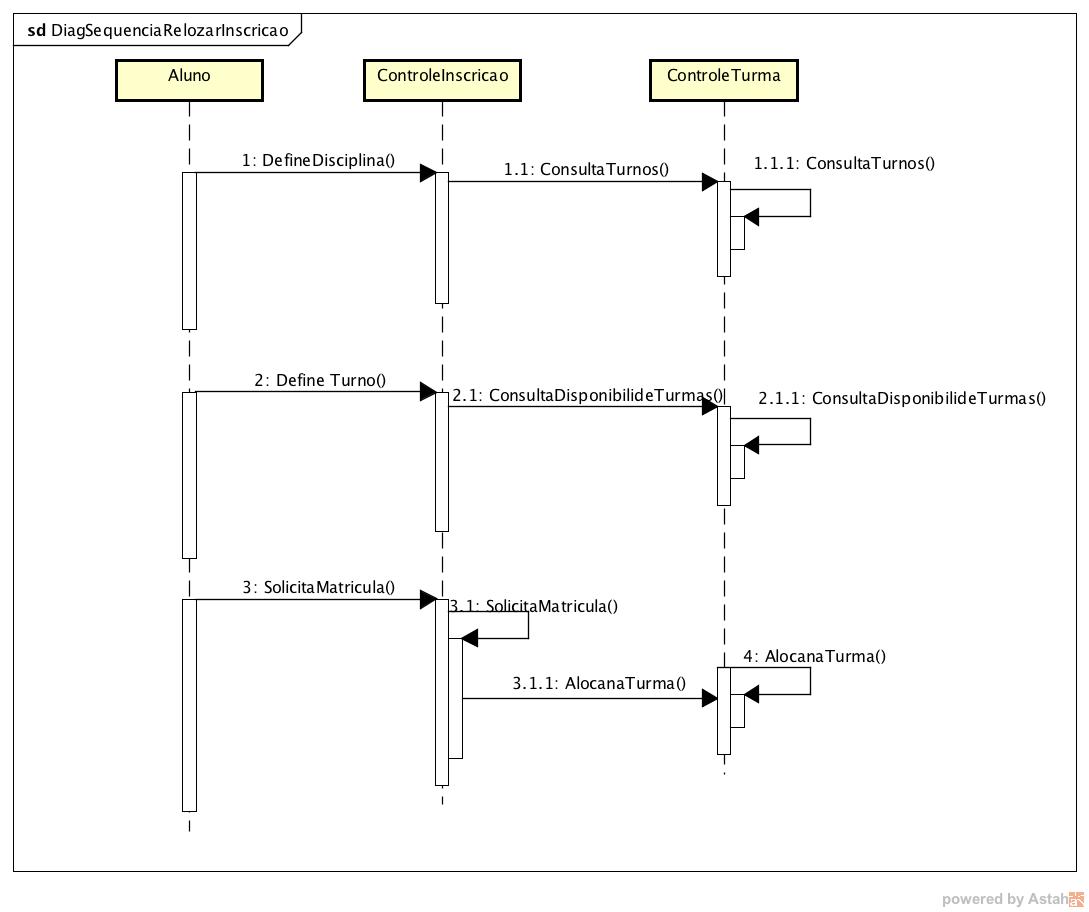 sd DiagSequenciaRelozarInscricao
Aluno
ControleInscricao
ControleTurma
1: DefineDisciplina()
1.1: ConsultaTurnos()
1.1.1: ConsultaTurnos()
2: Define Turno()
2.1: ConsultaDisponibilideTurmas()
2.1.1: ConsultaDisponibilideTurmas()
3: SolicitaMatricula()
3.1: SolicitaMatricula()
4: AlocanaTurma()
3.1.1: AlocanaTurma()
powered by Astah